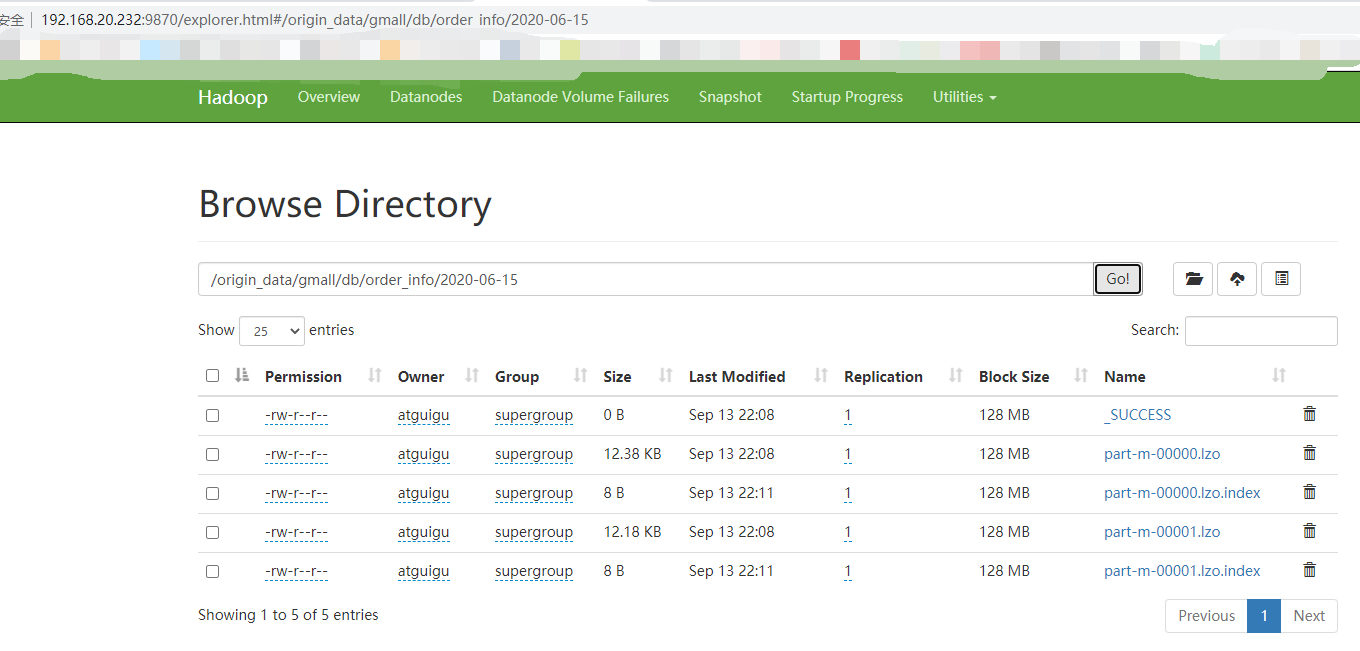 安全 192.168.20.232:9870/explorer.html#/origin_data/gmall/db/order_info/2020-06-15
Hadoop Overview Datanodes Datanode Volume Failures Snapshot Startup Progress Utilities
Browse Directory
/origin_data/gmall/db/order_info/2020-06-15 Go!
Show 25 entries Search:
Permission Owner Group Size Last Modified Replication Block Size Name
-rw-r--r-- atguigu supergroup 0 B Sep 13 22:08 1 128 MB _SUCCESS
-rw-r--r-- atguigu supergroup 12.38 KB Sep 13 22:08 1 128 MB part-m-00000.lzo
-rw-r--r-- atguigu supergroup 8 B Sep 13 22:11 1 128 MB part-m-00000.lzo.index
-rw-r--r-- atguigu supergroup 12.18 KB Sep 13 22:08 1 128 MB part-m-00001.lzo
-rw-r--r-- atguigu supergroup 8 B Sep 13 22:11 1 128 MB part-m-00001.lzo.index
Showing 1 to 5 of 5 entries Previous 1 Next